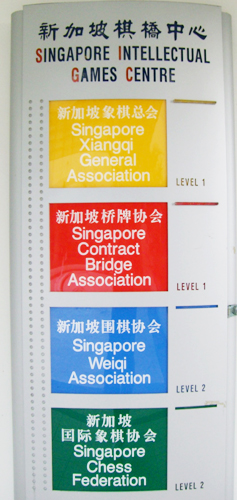 新加坡棋橋中心
SINGAPORE INTELLECTUAL
GAMES CENTRE
新加坡象棋总会
Singapore
Xiangqi
General
Association
LEVEL 1
新加坡桥牌协会
Singapore
Contract
Bridge
Association
LEVEL 1
新加坡围棋协会
Singapore
Weiqi
Association
LEVEL 2
新加坡
国际象棋协会
Singapore
Chess
Federation
LEVEL 2